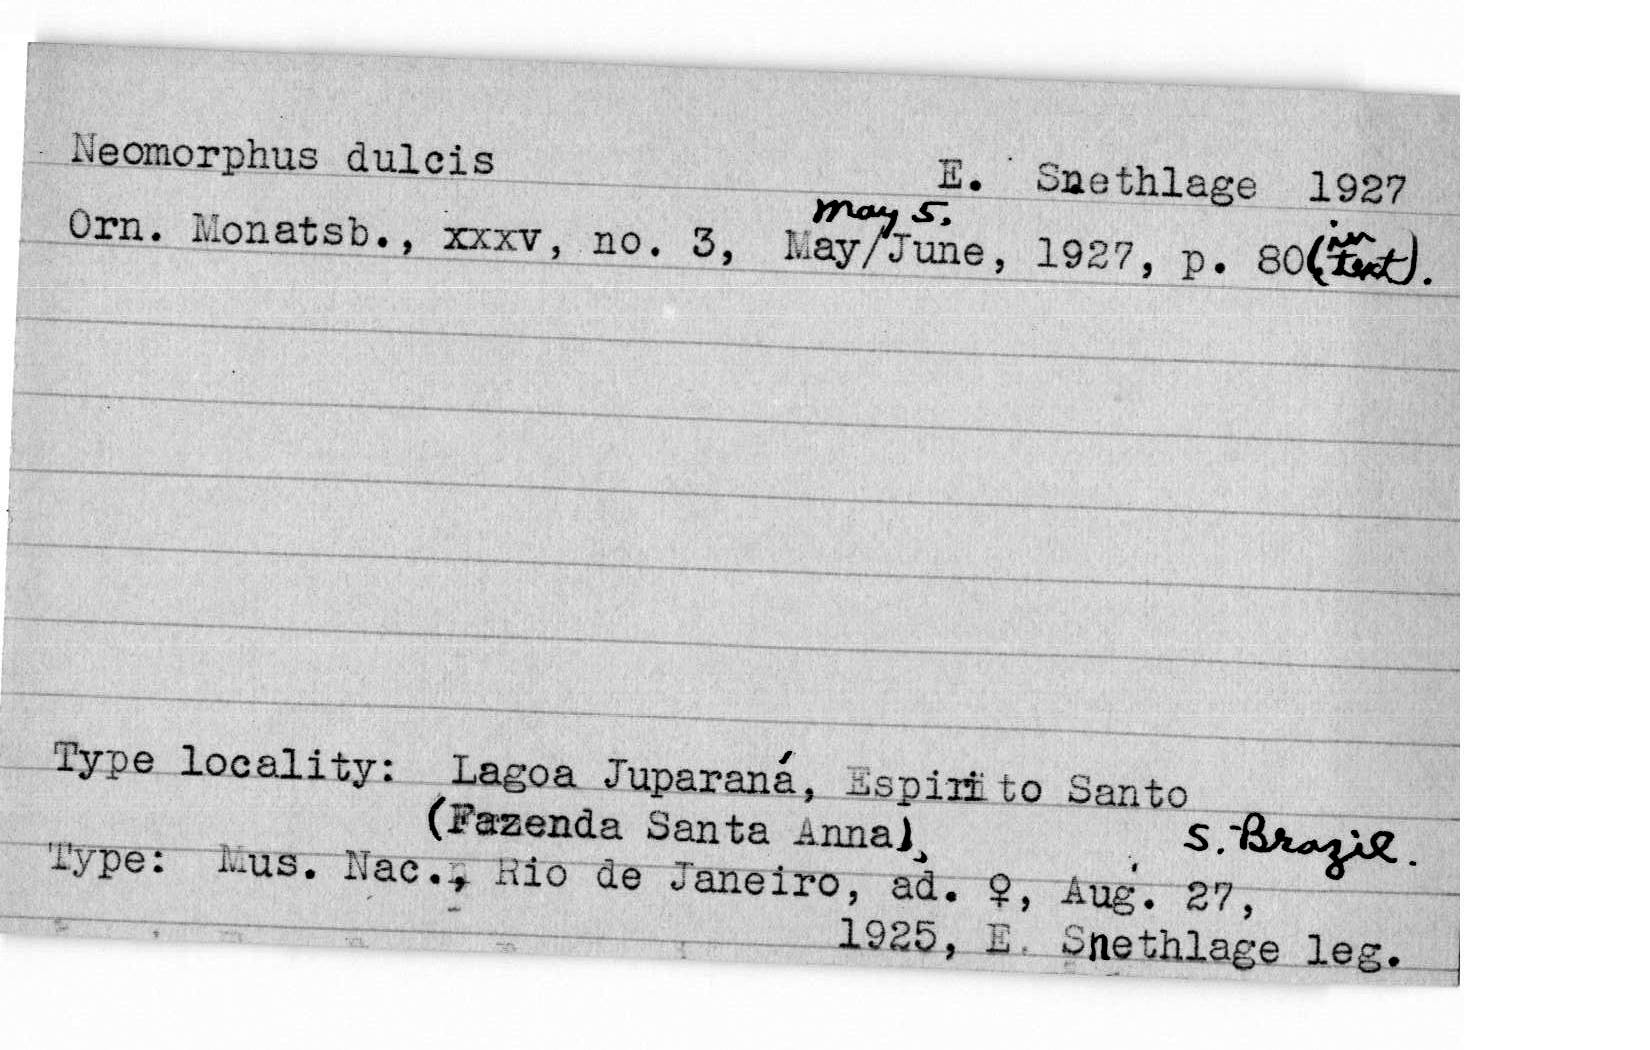 Neomorphus dulcis E. Snethlage 1927
May 5.
Orn. Monatsb., xxxv, no. 3, May/June, 1927, p. 80 (in text).
Type locality: Lagoa Juparaná, Espirito Santo
(Fazenda Santa Anna), S. Brazil.
Type: Mus. Nac., Rio de Janeiro, ad. ♀, Aug. 27,
1925, E. Snethlage leg.